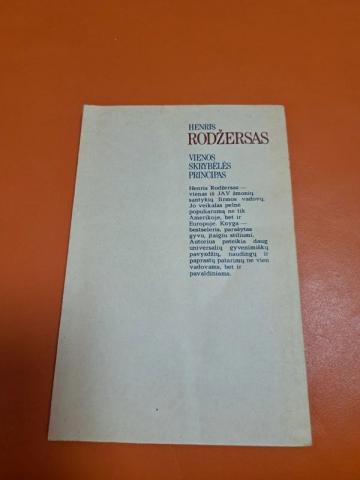 HENRIS
RODŽERSAS
VIENOS
SKRYBĖLĖS
PRINCIPAS
Henris Rodžersas —
vienas iš JAV žmonių
santykių firmos vadovų.
Jo veikalas pelnė
populiarumą ne tik
Amerikoje, bet ir
Europoje. Knyga —
bestseleris, parašytas
gyvu, įtaigiu stiliumi.
Autorius pateikia daug
universalių gyvenimiškų
pavyzdžių, naudingų ir
paprastų patarimų ne vien
vadovams, bet ir
pavaldiniams.